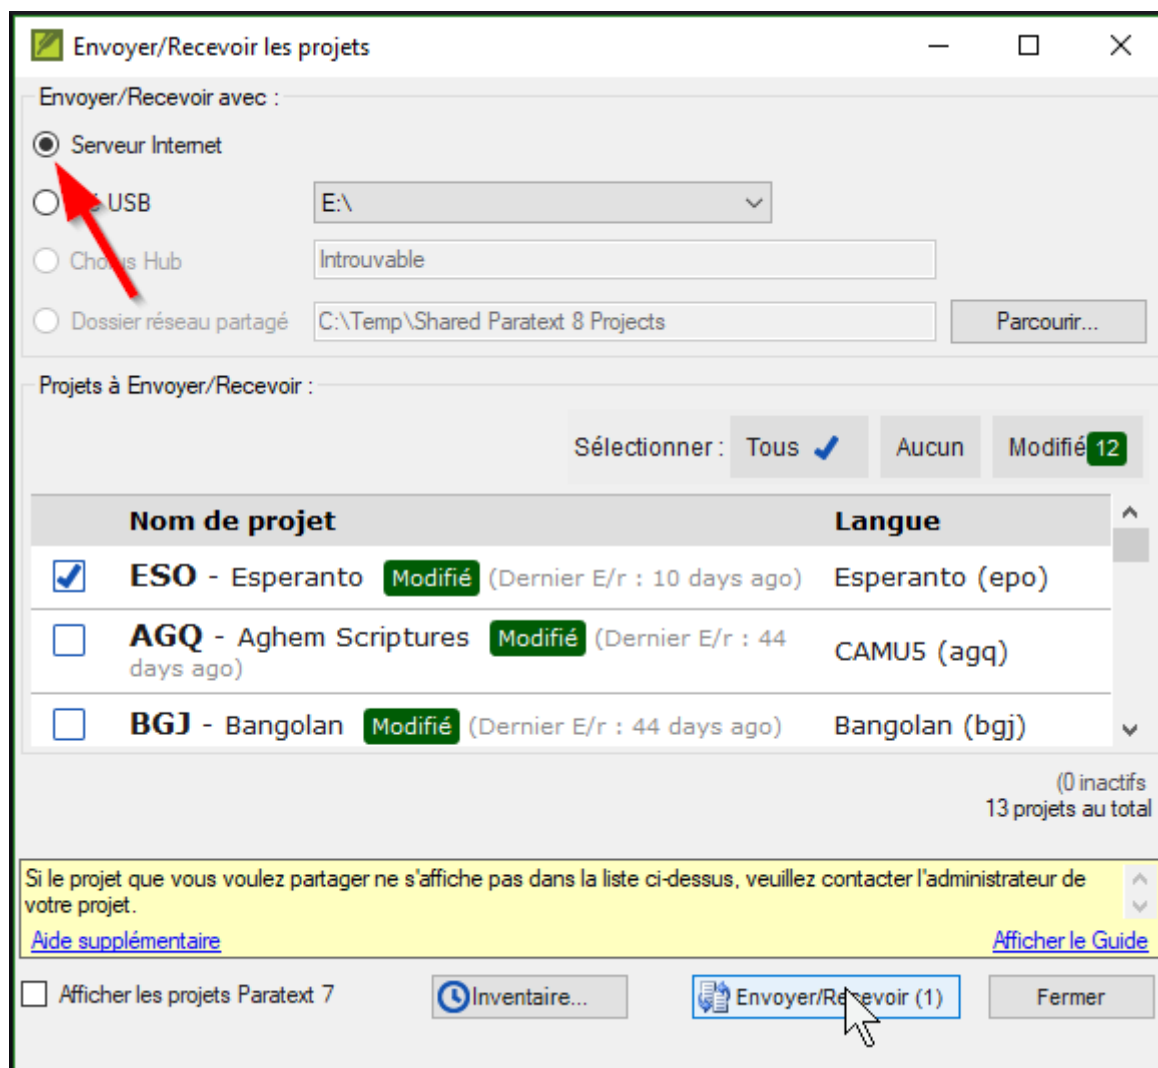 Envoyer/Recevoir les projets
Envoyer/Recevoir avec :
Serveur Internet
USB
E:\
Chorus Hub
Introuvable
Dossier réseau partagé
C:\Temp\Shared Paratext 8 Projects
Parcourir...
Projets à Envoyer/Recevoir :
Sélectionner : Tous Aucun Modifié 12
Nom de projet Langue
ESO - Esperanto Modifié (Dernier E/r : 10 days ago) Esperanto (epo)
AGQ - Aghem Scriptures Modifié (Dernier E/r : 44
days ago)
CAMU5 (agq)
BGJ - Bangolan Modifié (Dernier E/r : 44 days ago) Bangolan (bgj)
(0 inactifs
13 projets au total
Si le projet que vous voulez partager ne s'affiche pas dans la liste ci-dessus, veuillez contacter l'administrateur de
votre projet.
Aide supplémentaire Afficher le Guide
Afficher les projets Paratext 7 Inventaire... Envoyer/Recevoir (1) Fermer